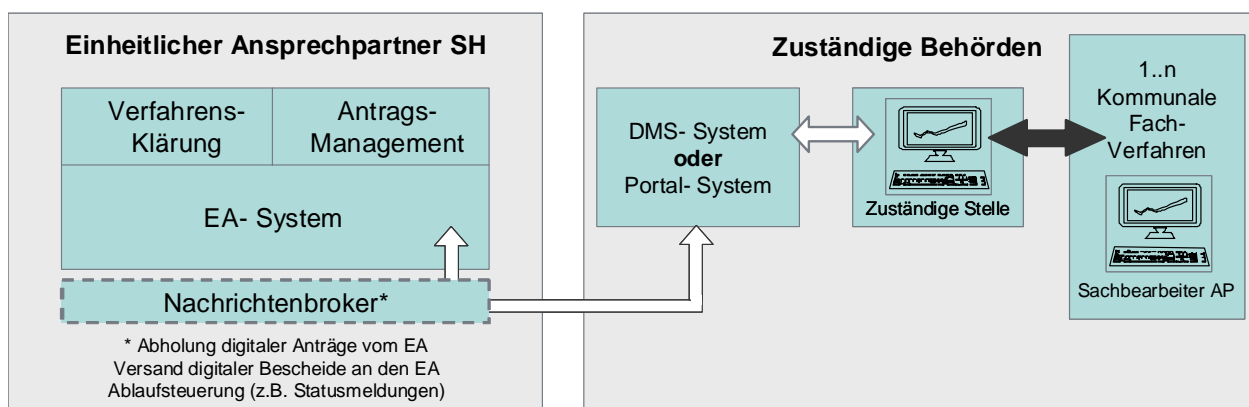 Einheitlicher Ansprechpartner SH
Verfahrens-
Klärung
Antrags-
Management
EA- System
Nachrichtenbroker*
* Abholung digitaler Anträge vom EA
Versand digitaler Bescheide an den EA
Ablaufsteuerung (z.B. Statusmeldungen)
Zuständige Behörden
DMS- System
oder
Portal- System
Zuständige Stelle
1..n
Kommunale
Fach-
Verfahren
Sachbearbeiter AP